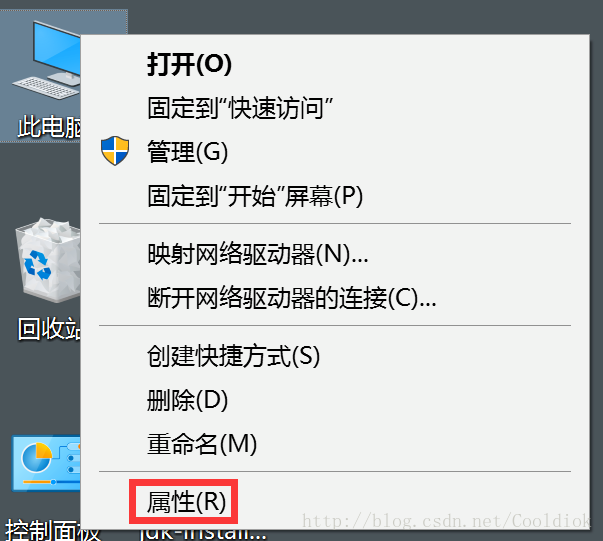 打开(O)
固定到“快速访问”
管理(G)
固定到“开始”屏幕(P)
映射网络驱动器(N)...
断开网络驱动器的连接(C)...
创建快捷方式(S)
删除(D)
重命名(M)
属性(R)
此电脑
回收站
控制面板
jdk-install...
http://blog.csdn.net/Cooldiok